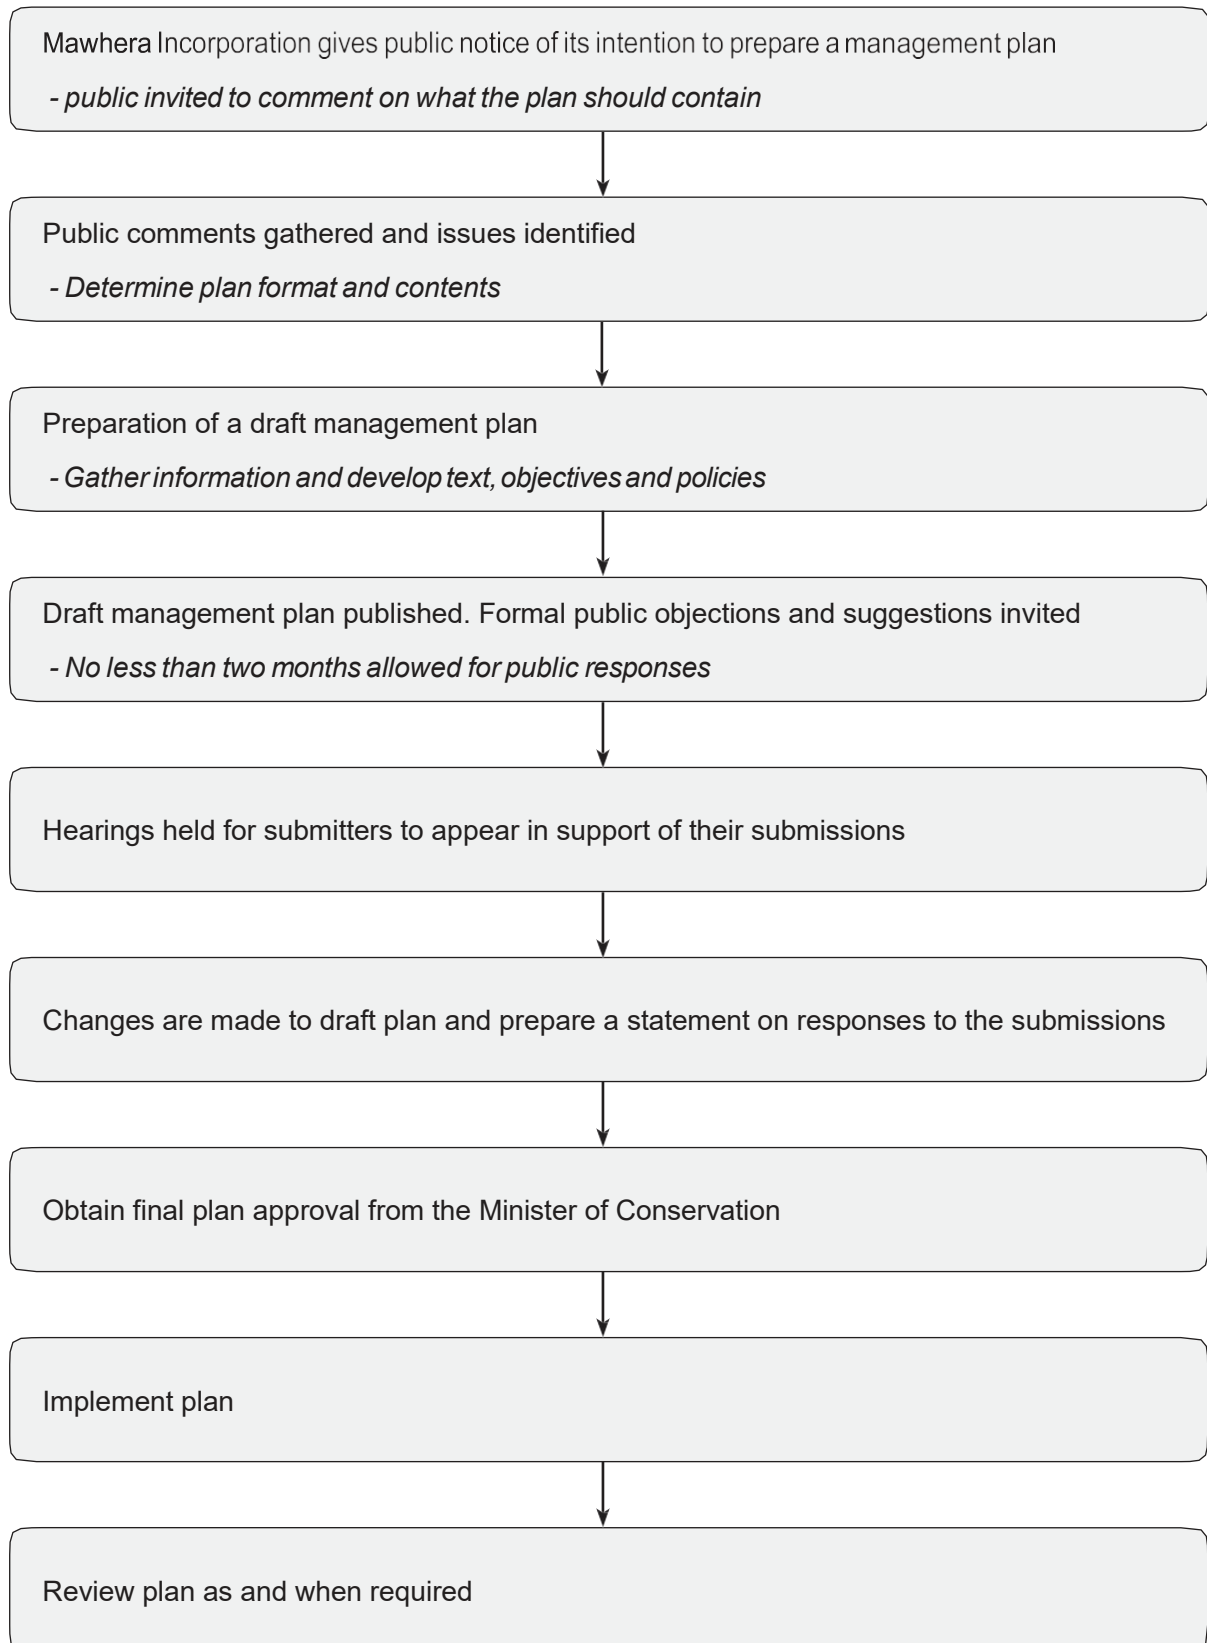 Mawhera Incorporation gives public notice of its intention to prepare a management plan
- public invited to comment on what the plan should contain
Public comments gathered and issues identified
- Determine plan format and contents
Preparation of a draft management plan
- Gather information and develop text, objectives and policies
Draft management plan published. Formal public objections and suggestions invited
- No less than two months allowed for public responses
Hearings held for submitters to appear in support of their submissions
Changes are made to draft plan and prepare a statement on responses to the submissions
Obtain final plan approval from the Minister of Conservation
Implement plan
Review plan as and when required